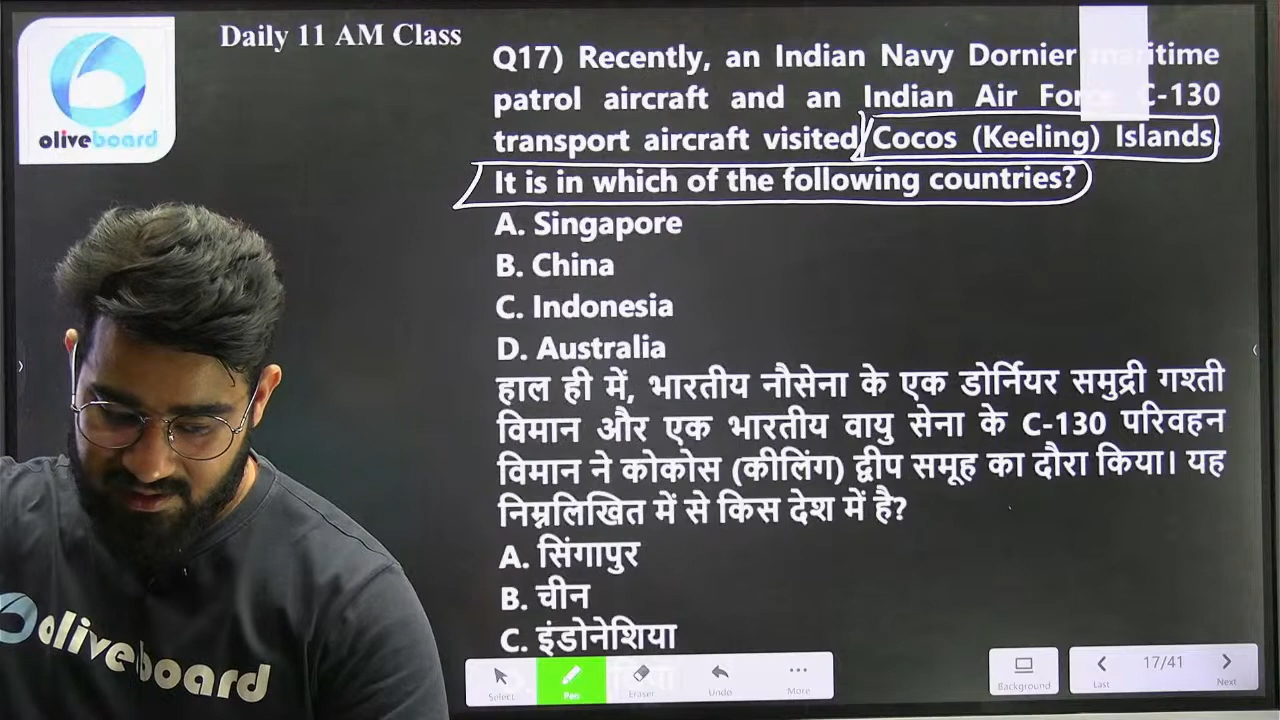 Daily 11 AM Class
oliveboard
Q17) Recently, an Indian Navy Dornier maritime
patrol aircraft and an Indian Air Force C-130
transport aircraft visited Cocos (Keeling) Islands.
It is in which of the following countries?
A. Singapore
B. China
C. Indonesia
D. Australia
हाल ही में, भारतीय नौसेना के एक डोर्नियर समुद्री गश्ती
विमान और एक भारतीय वायु सेना के C-130 परिवहन
विमान ने कोकोस (कीलिंग) द्वीप समूह का दौरा किया। यह
निम्नलिखित में से किस देश में है?
A. सिंगापुर
B. चीन
C. इंडोनेशिया
oliveboard
Select
Pen
Eraser
Undo
More
Background
Last
17/41
Next